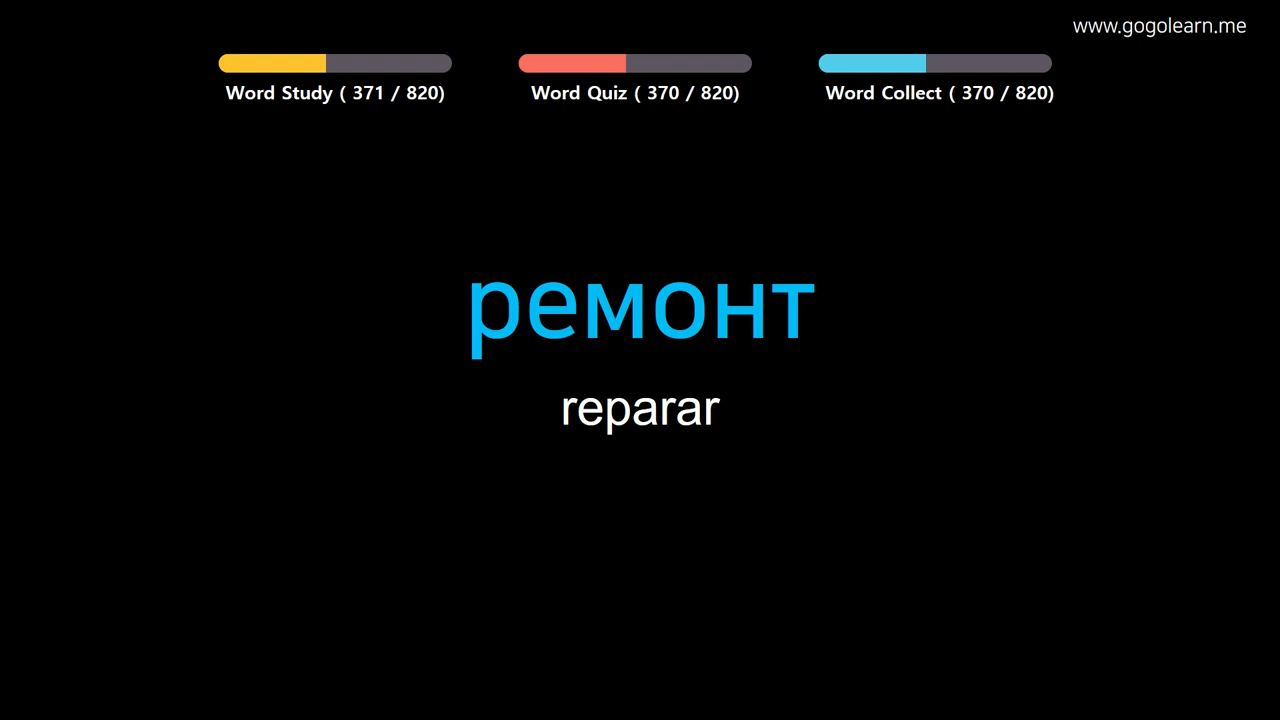 www.gogolearn.me
Word Study ( 371 / 820)
Word Quiz ( 370 / 820)
Word Collect ( 370 / 820)
ремонт
reparar